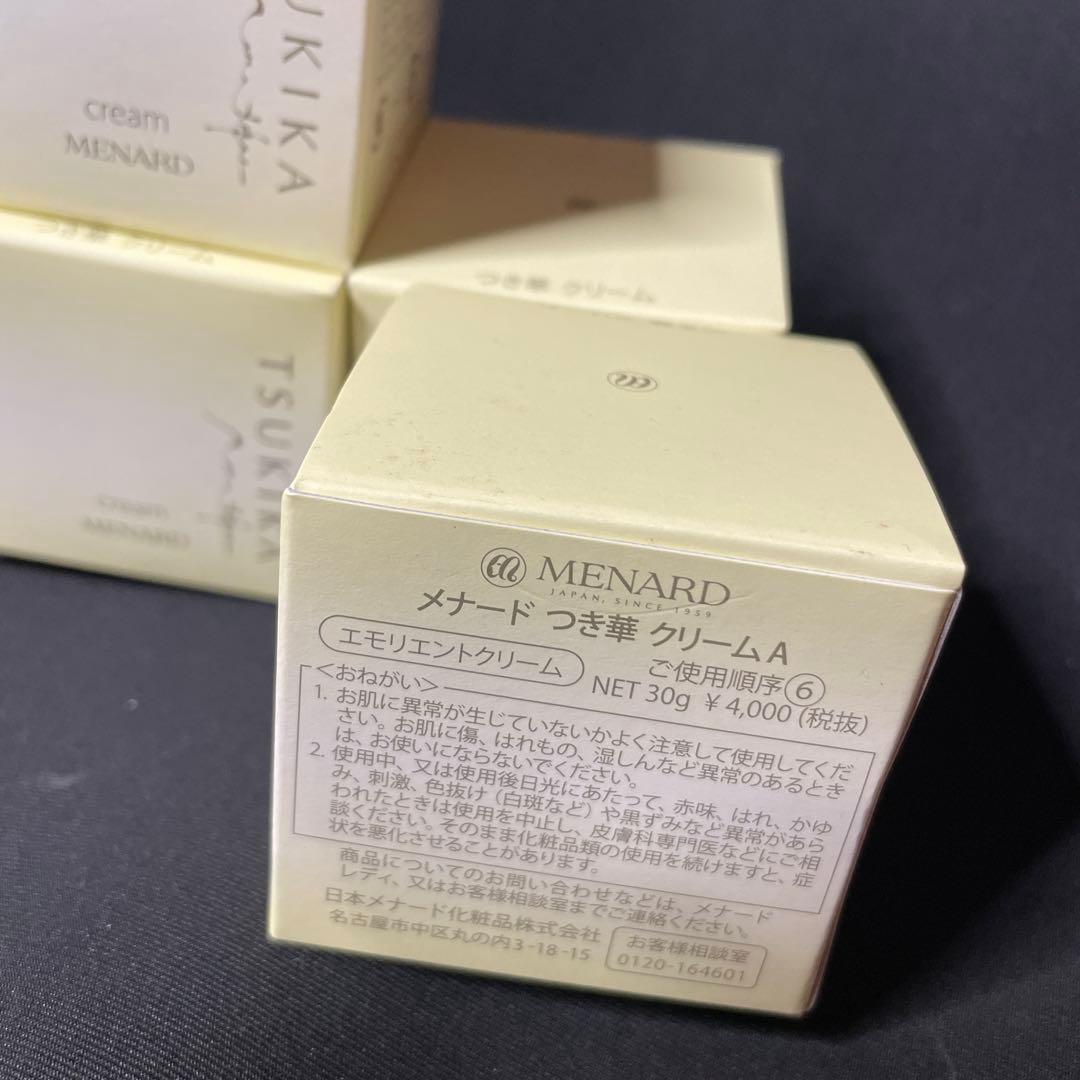 UKIKA
cream
MENARD
つき華 クリーム
つき華 クリーム
TSUKIKA
cream
MENARD
MENARD
JAPAN, SINCE 1959
メナード つき華 クリームA
エモリエントクリーム
ご使用順序⑥
NET 30g ¥4,000(税抜)
<おねがい>
1. お肌に異常が生じていないかよく注意して使用してくだ
さい。お肌に傷、はれもの、湿しんなど異常のあるとき
は、お使いにならないでください。
2. 使用中、又は使用後日光にあたって、赤味、はれ、かゆ
み、刺激、色抜け(白斑など)や黒ずみなど異常があら
われたときは使用を中止し、皮膚科専門医などにご相
談ください。そのまま化粧品類の使用を続けますと、症
状を悪化させることがあります。
商品についてのお問い合わせなどは、メナード
レディ、又はお客様相談室までご連絡ください。
日本メナード化粧品株式会社
名古屋市中区丸の内3-18-15
お客様相談室
0120-164601